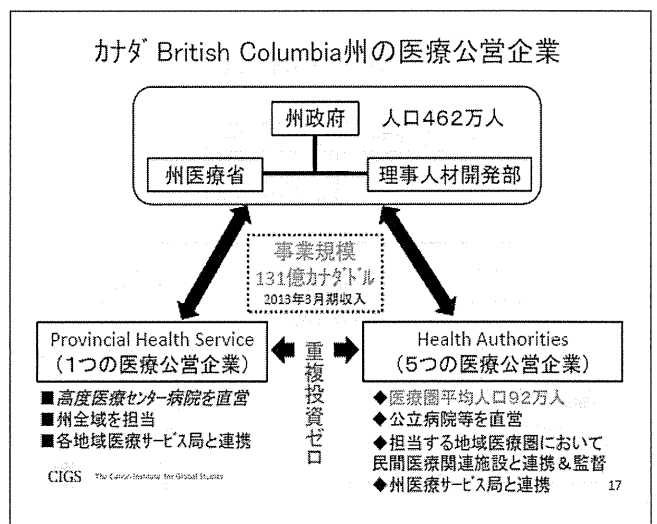 カナダ British Columbia州の医療公営企業
州政府 人口462万人
州医療省 理事人材開発部
事業規模
131億カナダドル
2013年3月期収入
Provincial Health Service
(1つの医療公営企業)
Health Authorities
(5つの医療公営企業)
重複投資ゼロ
■高度医療センター病院を直営
■州全域を担当
■各地域医療サービス局と連携
◆医療圏平均人口92万人
◆公立病院等を直営
◆担当する地域医療圏において
民間医療関連施設と連携&監督
◆州医療サービス局と連携
CIGS The Canon Institute for Global Studies
17